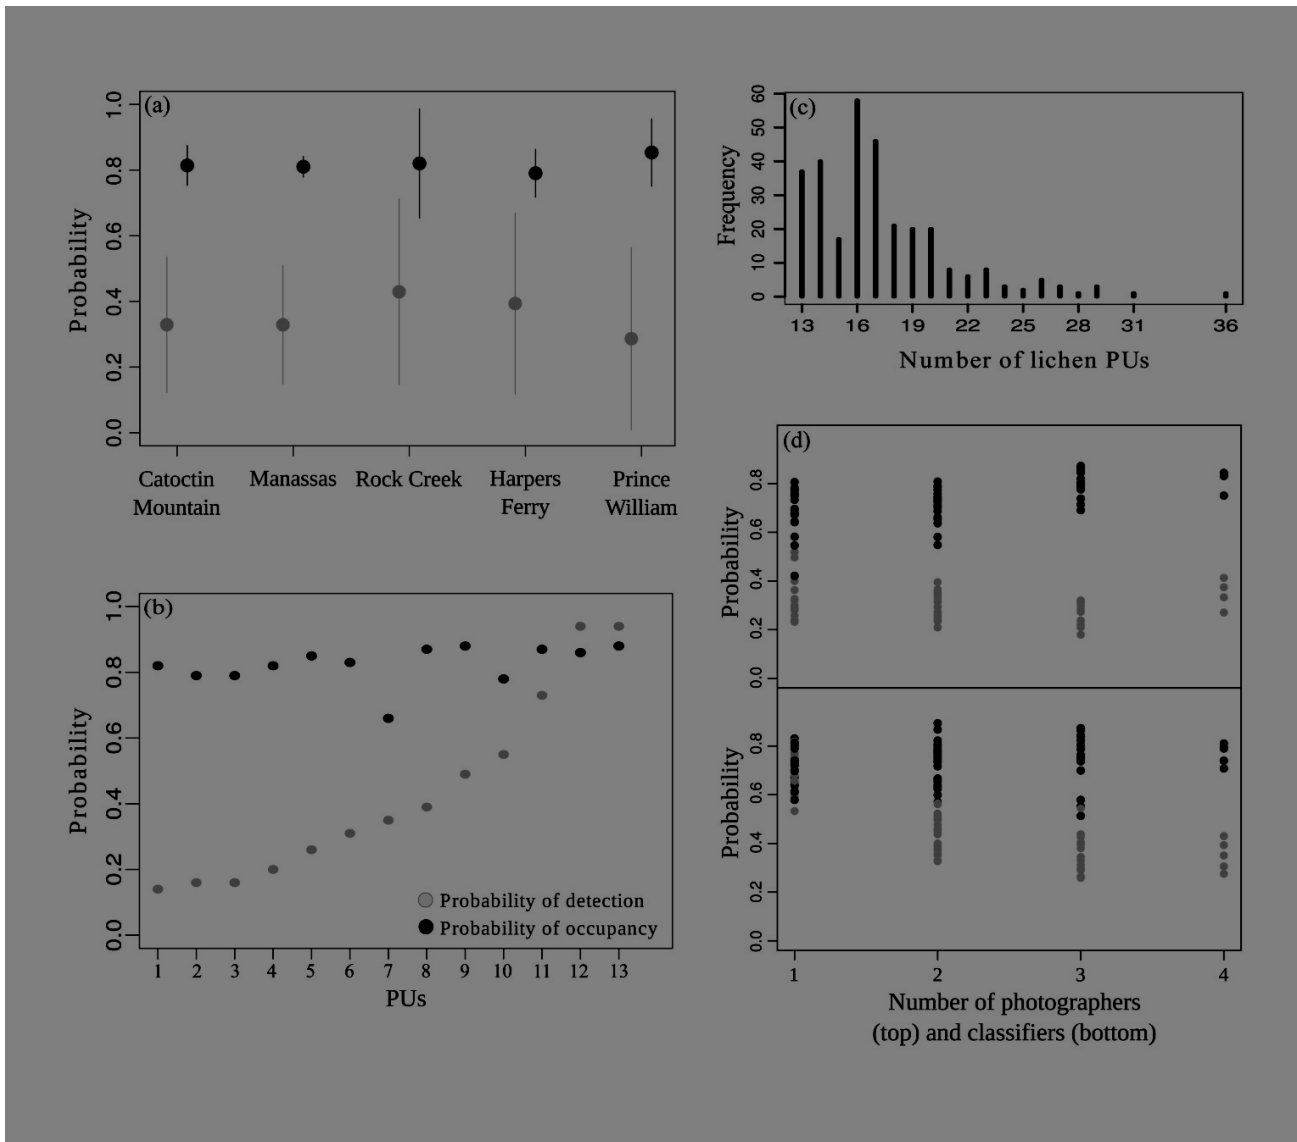 (a)
1.0
0.8
0.6
0.4
0.2
0.0
Probability
Catoctin Mountain
Manassas
Rock Creek
Harpers Ferry
Prince William
(b)
1.0
0.8
0.6
0.4
0.2
0.0
Probability
Probability of detection
Probability of occupancy
1 2 3 4 5 6 7 8 9 10 11 12 13
PUs
(c)
60
50
40
30
20
10
0
Frequency
13 16 19 22 25 28 31 36
Number of lichen PUs
(d)
0.8
0.6
0.4
0.2
0.0
Probability
0.8
0.6
0.4
0.2
0.0
Probability
1 2 3 4
Number of photographers
(top) and classifiers (bottom)